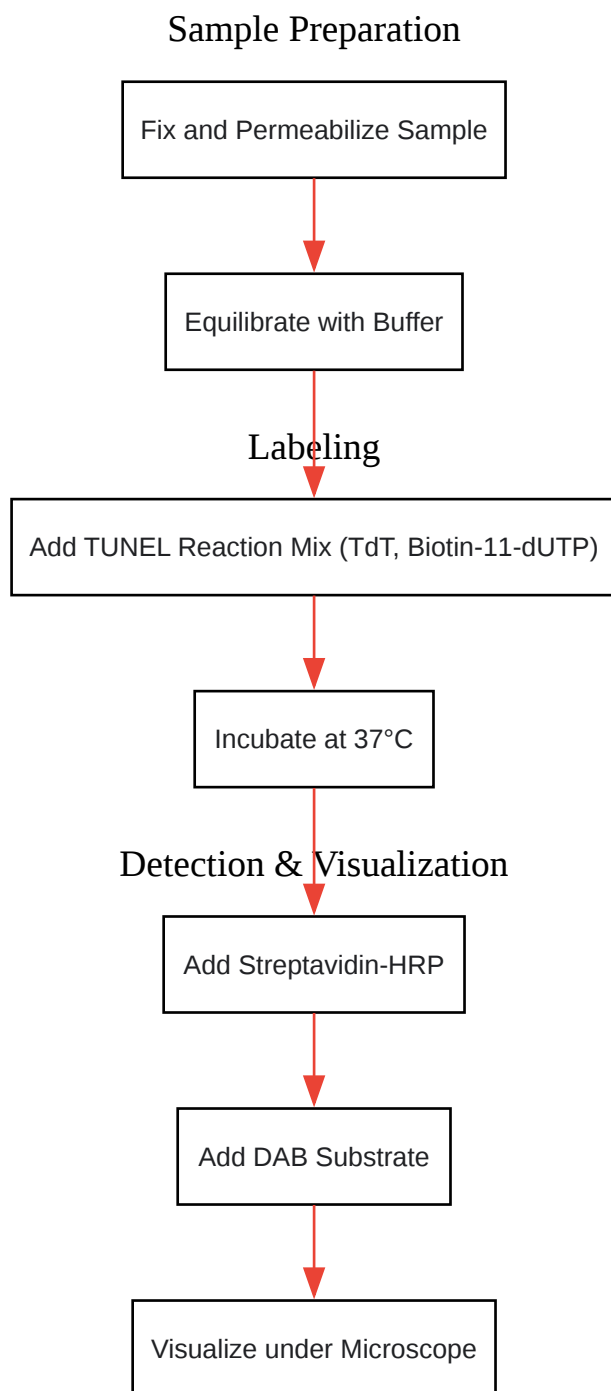 Sample Preparation
Fix and Permeabilize Sample
Equilibrate with Buffer
Labeling
Add TUNEL Reaction Mix (TdT, Biotin-11-dUTP)
Incubate at 37°C
Detection & Visualization
Add Streptavidin-HRP
Add DAB Substrate
Visualize under Microscope